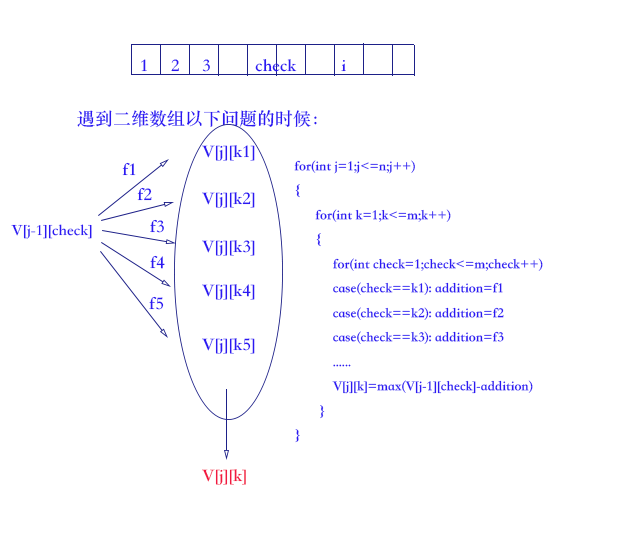 1 2 3 check i
遇到二维数组以下问题的时候：
V[j-1][check]
f1
f2
f3
f4
f5
V[j][k1]
V[j][k2]
V[j][k3]
V[j][k4]
V[j][k5]
V[j][k]
for(int j=1;j<=n;j++)
{
for(int k=1;k<=m;k++)
{
for(int check=1;check<=m;check++)
case(check==k1): addition=f1
case(check==k2): addition=f2
case(check==k3): addition=f3
......
V[j][k]=max(V[j-1][check]-addition)
}
}